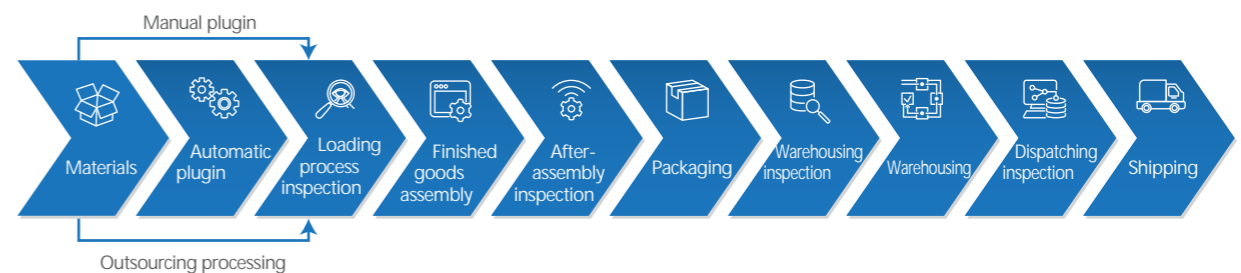 Manual plugin
Materials
Automatic
plugin
Loading
process
inspection
Finished
goods
assembly
After-
assembly
inspection
Packaging
Warehousing
inspection
Warehousing
Dispatching
inspection
Shipping
Outsourcing processing